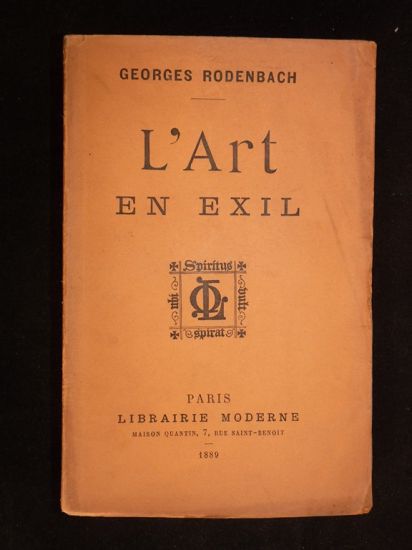 GEORGES RODENBACH
L'Art
EN EXIL
Spiritus
ubi
vult
spirat
PARIS
LIBRAIRIE MODERNE
MAISON QUANTIN, 7, RUE SAINT-BENOIT
1889